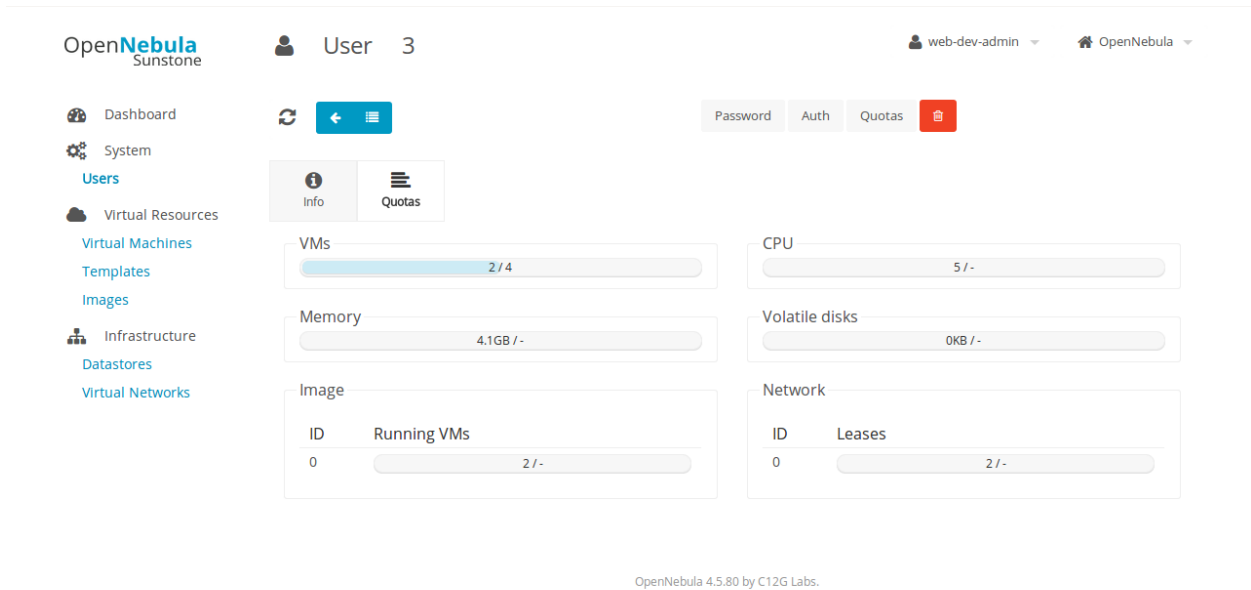 OpenNebula
Sunstone
User 3
web-dev-admin
OpenNebula
Dashboard
System
Users
Virtual Resources
Virtual Machines
Templates
Images
Infrastructure
Datastores
Virtual Networks
Password Auth Quotas
Info
Quotas
VMs
2 / 4
CPU
5 / -
Memory
4.1GB / -
Volatile disks
0KB / -
Image
ID Running VMs
0 2 / -
Network
ID Leases
0 2 / -
OpenNebula 4.5.80 by C12G Labs.